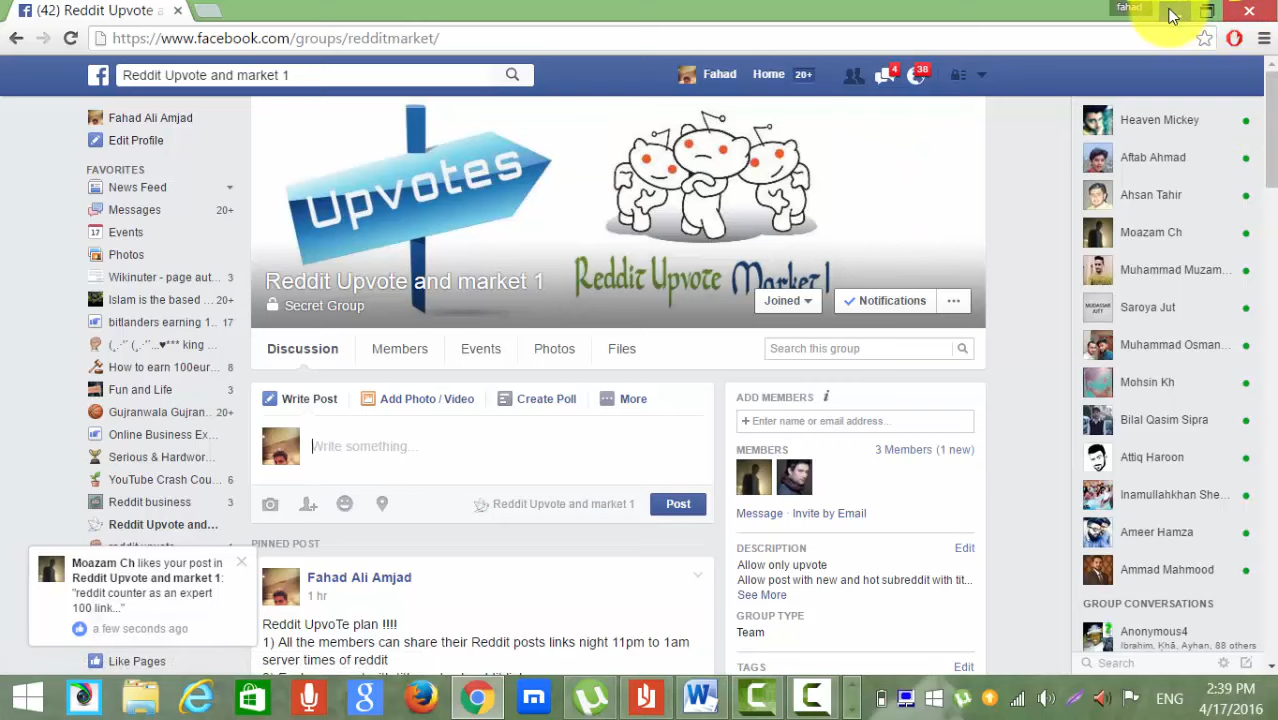 (42) Reddit Upvote a
fahad
https://www.facebook.com/groups/redditmarket/
Reddit Upvote and market 1
Fahad
Home 20+
4
38
Fahad Ali Amjad
Edit Profile
FAVORITES
News Feed
Messages 20+
Events
Photos
Wikinuter - page aut... 3
Islam is the based ... 20+
bitlanders earning 1... 17
(¸.·´(¨..♥*** king ...
How to earn 100eur... 8
Fun and Life 3
Gujranwala Gujran... 20+
Online Business Ex...
Serious & Hardwor...
YouTube Crash Cou... 6
Reddit business 3
Reddit Upvote and...
Moazam Ch likes your post in
Reddit Upvote and market 1:
"reddit counter as an expert
100 link..."
a few seconds ago
Like Pages
Upvotes
Reddit Upvote Market 1
Reddit Upvote and market 1
Secret Group
Joined
Notifications
Discussion Members Events Photos Files
Search this group
Write Post Add Photo / Video Create Poll More
Write something...
Reddit Upvote and market 1
Post
PINNED POST
Fahad Ali Amjad
1 hr
Reddit UpvoTe plan !!!!
1) All the members can share their Reddit posts links night 11pm to 1am
server times of reddit
ADD MEMBERS i
+ Enter name or email address...
MEMBERS 3 Members (1 new)
Message · Invite by Email
DESCRIPTION Edit
Allow only upvote
Allow post with new and hot subreddit with tit...
See More
GROUP TYPE
Team
TAGS Edit
Heaven Mickey
Aftab Ahmad
Ahsan Tahir
Moazam Ch
Muhammad Muzam...
MUDASSAR
JUTT
Saroya Jut
Muhammad Osman...
Mohsin Kh
Bilal Qasim Sipra
Attiq Haroon
Inamullahkhan She...
Ameer Hamza
Ammad Mahmood
GROUP CONVERSATIONS
Anonymous4
Ibrahim, Khã, Ayhan, 88 others
Search
ENG
2:39 PM
4/17/2016